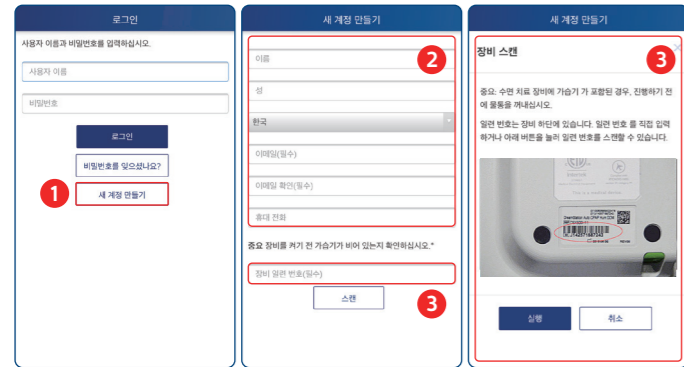 로그인
사용자 이름과 비밀번호를 입력하십시오.
사용자 이름
비밀번호
로그인
비밀번호를 잊으셨나요?
1
새 계정 만들기
새 계정 만들기
2
이름
성
한국
이메일(필수)
이메일 확인(필수)
휴대 전화
중요 장비를 켜기 전 가습기가 비어 있는지 확인하십시오.*
장비 일련 번호(필수)
스캔
3
새 계정 만들기
장비 스캔
3
중요: 수면 치료 장비에 가습기 가 포함된 경우, 진행하기 전
에 물통을 꺼내십시오.
일련 번호는 장비 하단에 있습니다. 일련 번호 를 직접 입력
하거나 아래 버튼을 눌러 일련 번호를 스캔할 수 있습니다.
Intertek
This is a medical device.
실행
취소